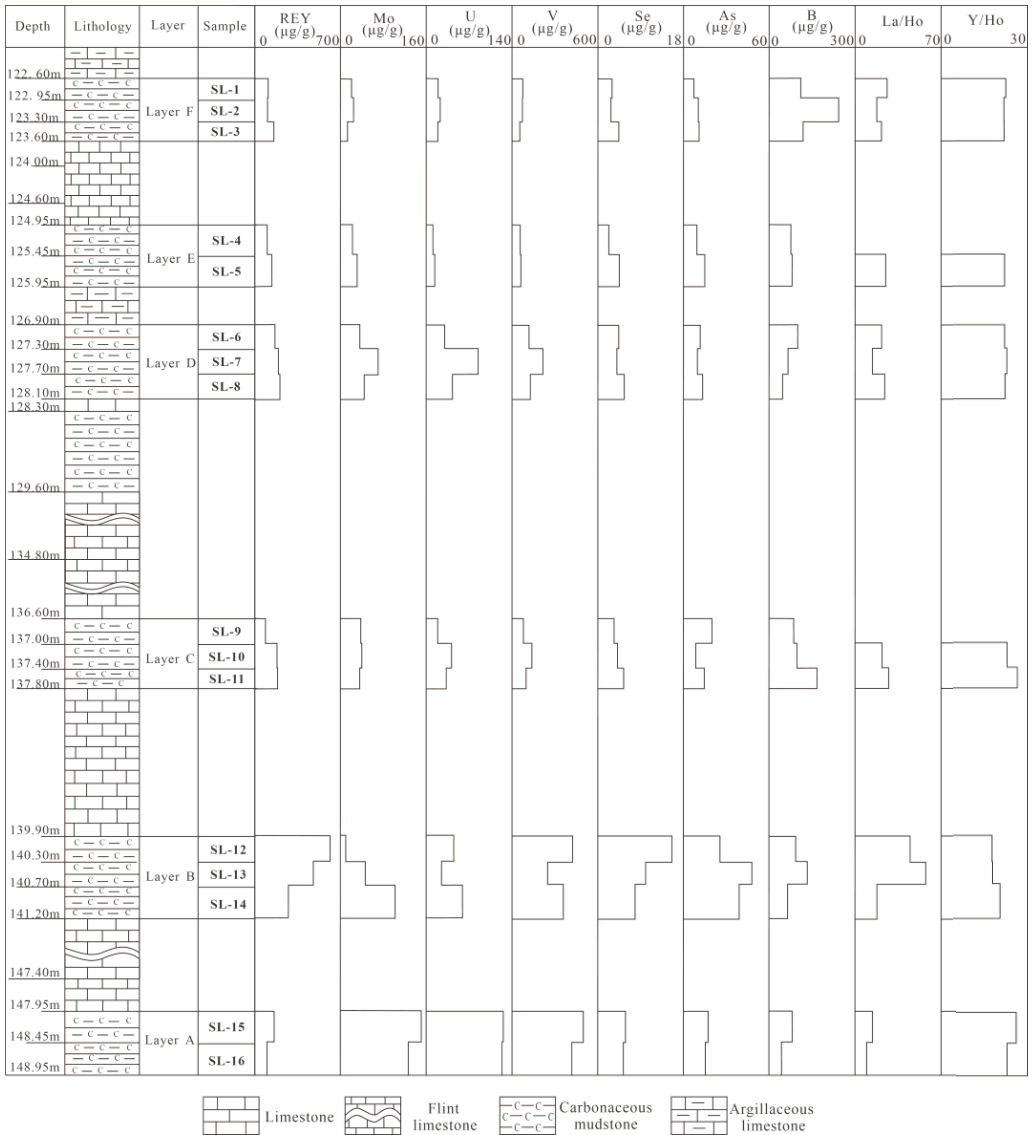 Depth Lithology Layer Sample REY (μg/g) 0 700 Mo (μg/g) 0 160 U (μg/g) 0 140 V (μg/g) 0 600 Se (μg/g) 0 18 As (μg/g) 0 60 B (μg/g) 0 300 La/Ho 0 70 Y/Ho 0 30
122.60m
SL-1
122.95m
Layer F SL-2
123.30m
SL-3
123.60m
124.00m
124.60m
124.95m
SL-4
125.45m Layer E
SL-5
125.95m
126.90m
SL-6
127.30m
Layer D SL-7
127.70m
SL-8
128.10m
128.30m
129.60m
134.80m
136.60m
SL-9
137.00m
Layer C SL-10
137.40m
SL-11
137.80m
139.90m
SL-12
140.30m
Layer B SL-13
140.70m
SL-14
141.20m
147.40m
147.95m
SL-15
148.45m Layer A
SL-16
148.95m
Limestone
Flint
limestone
Carbonaceous
mudstone
Argillaceous
limestone